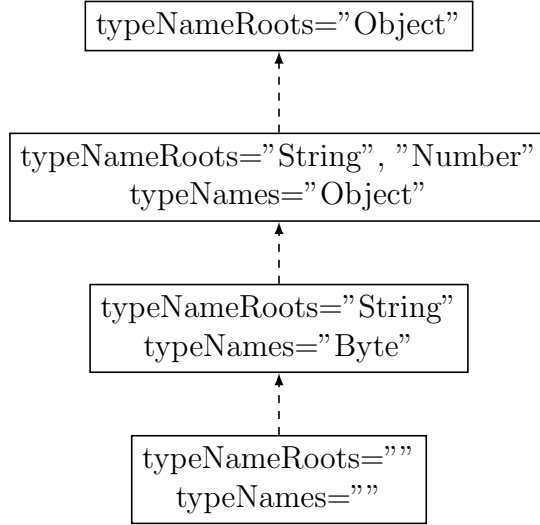 typeNameRoots=”Object”
typeNameRoots=”String”, ”Number”
typeNames=”Object”
typeNameRoots=”String”
typeNames=”Byte”
typeNameRoots=””
typeNames=””